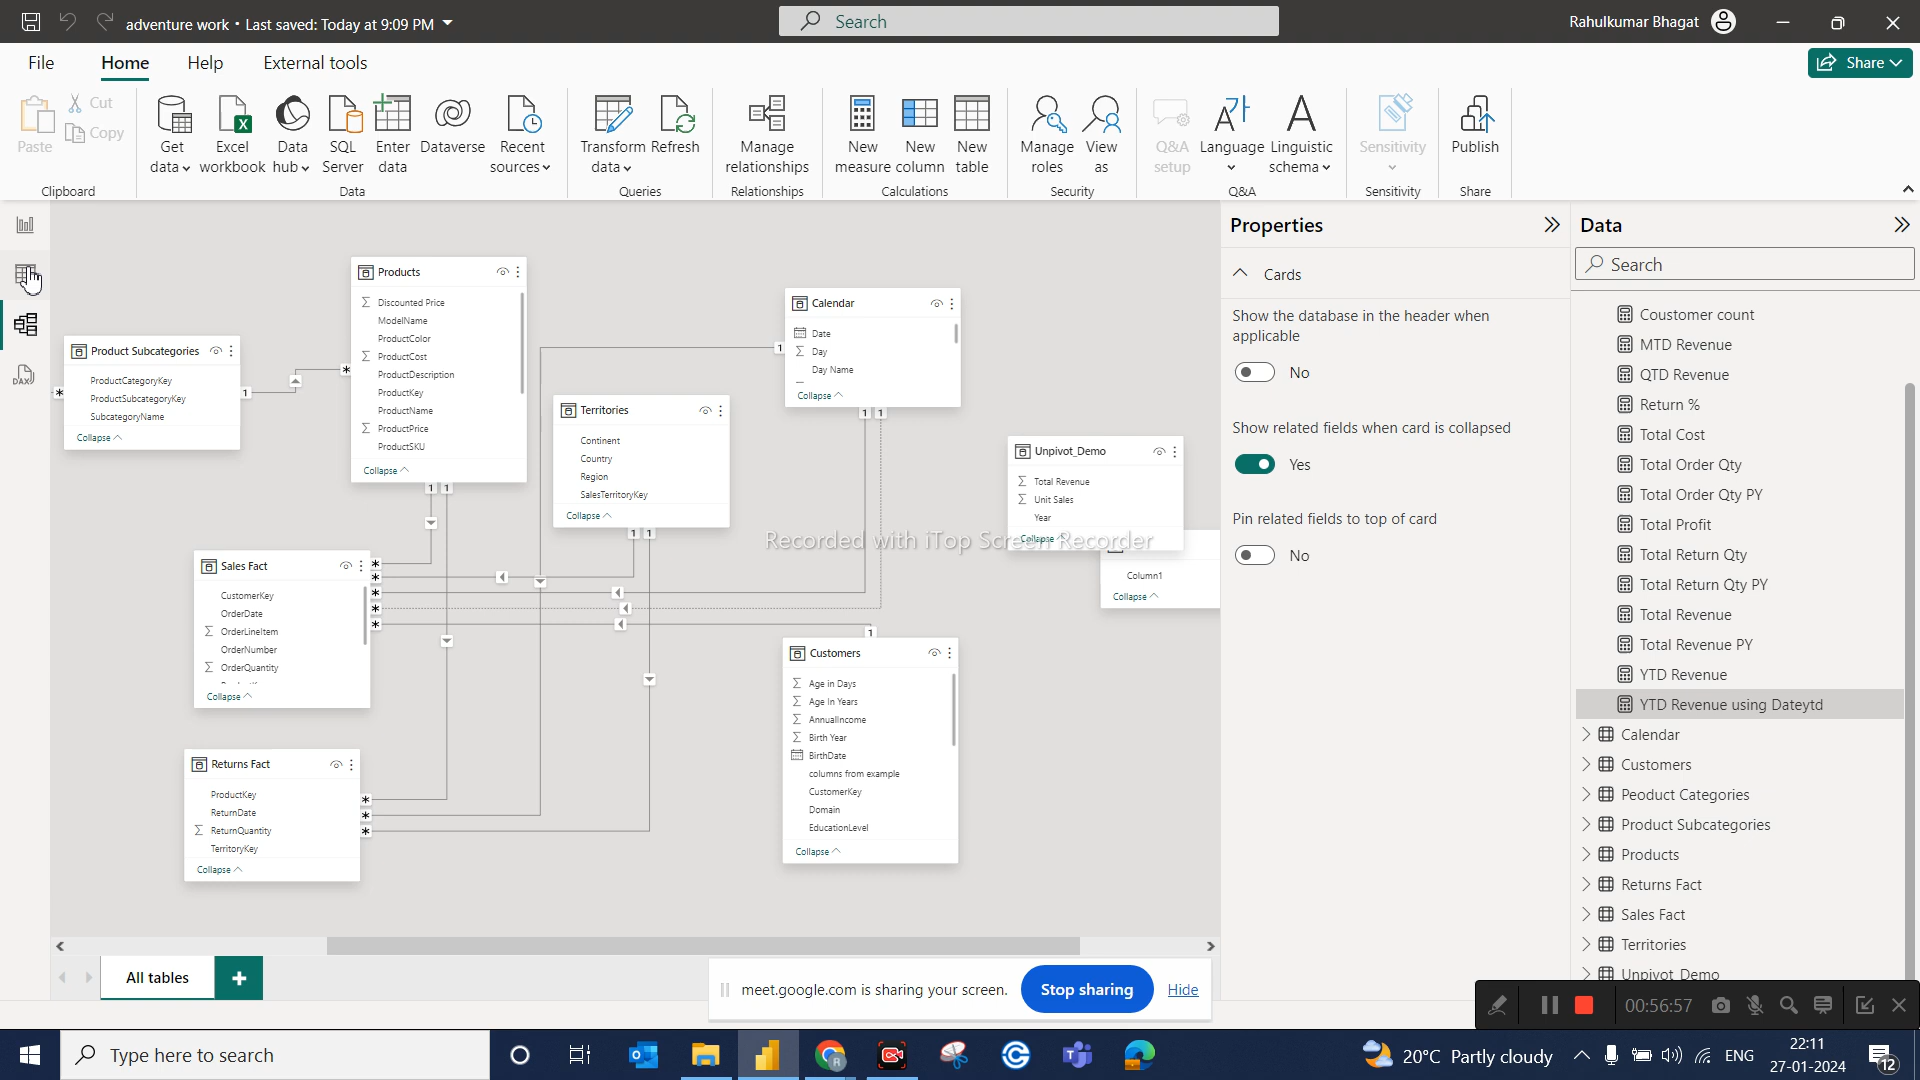 adventure work • Last saved: Today at 9:09 PM
Search
Rahulkumar Bhagat
File
Home
Help
External tools
Share
Paste
Cut
Copy
Get data
Excel workbook
Data hub
SQL Server
Enter data
Dataverse
Recent sources
Transform data
Refresh
Manage relationships
New measure
New column
New table
Manage roles
View as
Q&A setup
Language
Linguistic schema
Sensitivity
Publish
Clipboard
Data
Queries
Relationships
Calculations
Security
Q&A
Sensitivity
Share
DAX
Product Subcategories
ProductCategoryKey
ProductSubcategoryKey
SubcategoryName
Collapse
Products
Discounted Price
ModelName
ProductColor
ProductCost
ProductDescription
ProductKey
ProductName
ProductPrice
ProductSKU
Collapse
Territories
Continent
Country
Region
SalesTerritoryKey
Collapse
Calendar
Date
Day
Day Name
Collapse
Unpivot_Demo
Total Revenue
Unit Sales
Year
Collapse
Column1
Collapse
Recorded with iTop Screen Recorder
Sales Fact
CustomerKey
OrderDate
OrderLineItem
OrderNumber
OrderQuantity
Collapse
Returns Fact
ProductKey
ReturnDate
ReturnQuantity
TerritoryKey
Collapse
Customers
Age in Days
Age In Years
AnnualIncome
Birth Year
BirthDate
columns from example
CustomerKey
Domain
EducationLevel
Collapse
Properties
Cards
Show the database in the header when
applicable
No
Show related fields when card is collapsed
Yes
Pin related fields to top of card
No
Data
Search
Coustomer count
MTD Revenue
QTD Revenue
Return %
Total Cost
Total Order Qty
Total Order Qty PY
Total Profit
Total Return Qty
Total Return Qty PY
Total Revenue
Total Revenue PY
YTD Revenue
YTD Revenue using Dateytd
Calendar
Customers
Peoduct Categories
Product Subcategories
Products
Returns Fact
Sales Fact
Territories
Unpivot_Demo
All tables
meet.google.com is sharing your screen.
Stop sharing
Hide
00:56:57
Type here to search
20°C Partly cloudy
ENG
22:11
27-01-2024
12